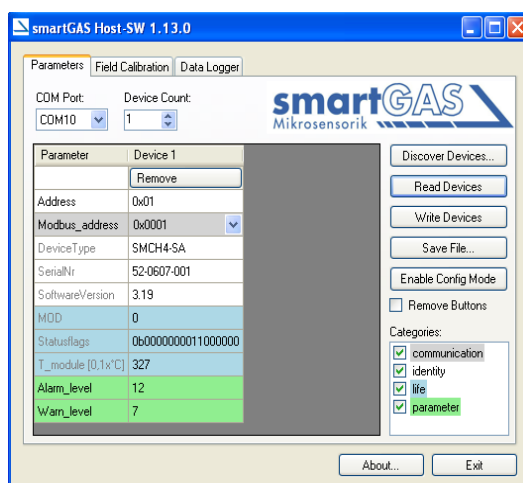 smartGAS Host-SW 1.13.0
Parameters Field Calibration Data Logger
COM Port: Device Count:
COM10 1
smartGAS
Mikrosensorik
Parameter Device 1
Remove
Address 0x01
Modbus_address 0x0001
DeviceType SMCH4-SA
SerialNr 52-0607-001
SoftwareVersion 3.19
MOD 0
Statusflags 0b0000000011000000
T_module [0,1x°C] 327
Alarm_level 12
Warn_level 7
Discover Devices...
Read Devices
Write Devices
Save File...
Enable Config Mode
Remove Buttons
Categories:
communication
identity
life
parameter
About... Exit